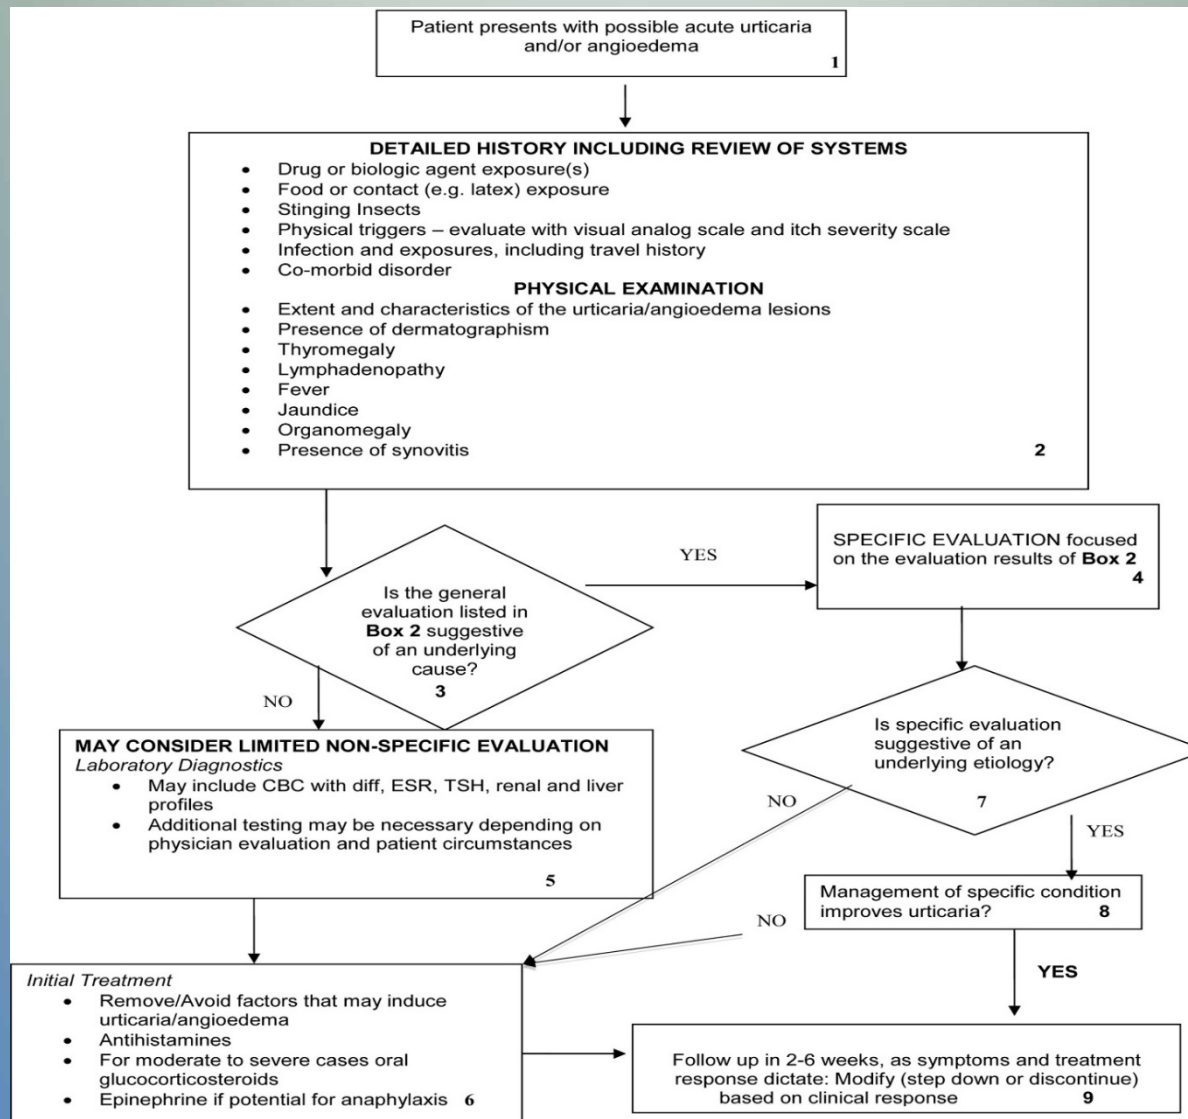 Patient presents with possible acute urticaria
and/or angioedema
1
DETAILED HISTORY INCLUDING REVIEW OF SYSTEMS
• Drug or biologic agent exposure(s)
• Food or contact (e.g. latex) exposure
• Stinging Insects
• Physical triggers – evaluate with visual analog scale and itch severity scale
• Infection and exposures, including travel history
• Co-morbid disorder
PHYSICAL EXAMINATION
• Extent and characteristics of the urticaria/angioedema lesions
• Presence of dermatographism
• Thyromegaly
• Lymphadenopathy
• Fever
• Jaundice
• Organomegaly
• Presence of synovitis
2
Is the general
evaluation listed in
Box 2 suggestive
of an underlying
cause?
3
YES
SPECIFIC EVALUATION focused
on the evaluation results of Box 2
4
NO
MAY CONSIDER LIMITED NON-SPECIFIC EVALUATION
Laboratory Diagnostics
• May include CBC with diff, ESR, TSH, renal and liver
profiles
• Additional testing may be necessary depending on
physician evaluation and patient circumstances
5
Is specific evaluation
suggestive of an
underlying etiology?
7
NO
YES
Management of specific condition
improves urticaria? 8
NO
YES
Initial Treatment
• Remove/Avoid factors that may induce
urticaria/angioedema
• Antihistamines
• For moderate to severe cases oral
glucocorticosteroids
• Epinephrine if potential for anaphylaxis 6
Follow up in 2-6 weeks, as symptoms and treatment
response dictate: Modify (step down or discontinue)
based on clinical response 9